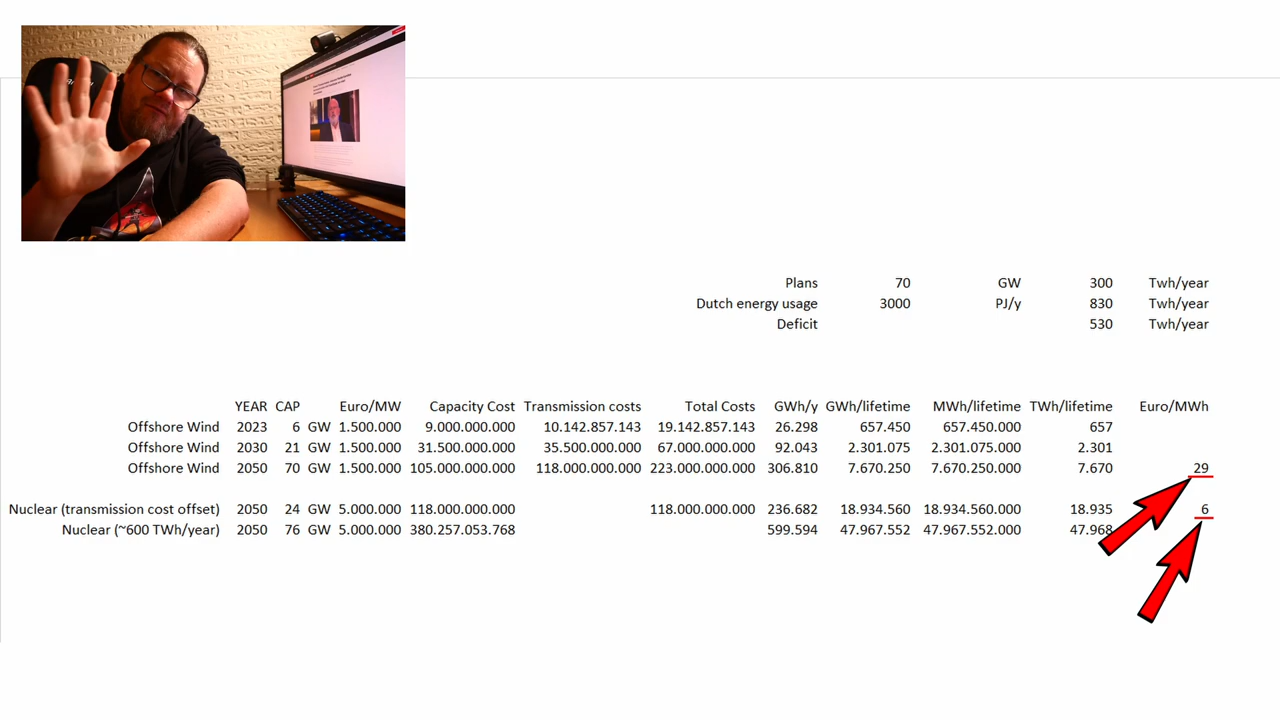 Plans 70 GW 300 Twh/year
Dutch energy usage 3000 PJ/y 830 Twh/year
Deficit 530 Twh/year
YEAR CAP Euro/MW Capacity Cost Transmission costs Total Costs GWh/y GWh/lifetime MWh/lifetime TWh/lifetime Euro/MWh
Offshore Wind 2023 6 GW 1.500.000 9.000.000.000 10.142.857.143 19.142.857.143 26.298 657.450 657.450.000 657
Offshore Wind 2030 21 GW 1.500.000 31.500.000.000 35.500.000.000 67.000.000.000 92.043 2.301.075 2.301.075.000 2.301
Offshore Wind 2050 70 GW 1.500.000 105.000.000.000 118.000.000.000 223.000.000.000 306.810 7.670.250 7.670.250.000 7.670 29
Nuclear (transmission cost offset) 2050 24 GW 5.000.000 118.000.000.000 118.000.000.000 236.682 18.934.560 18.934.560.000 18.935 6
Nuclear (~600 TWh/year) 2050 76 GW 5.000.000 380.257.053.768 599.594 47.967.552 47.967.552.000 47.968